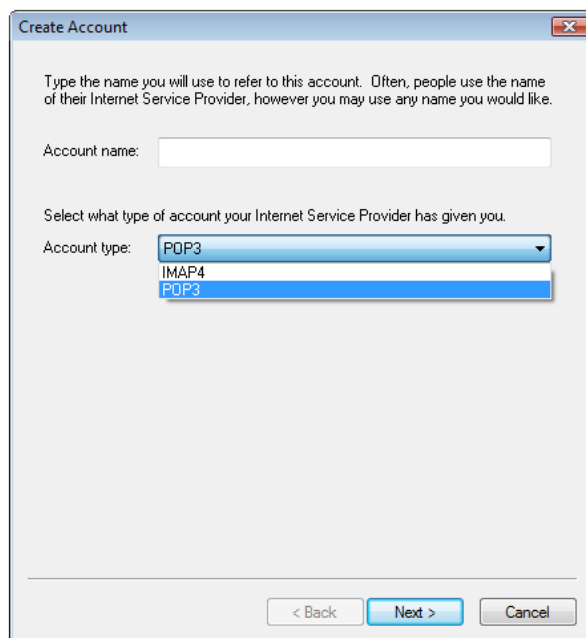 Create Account
Type the name you will use to refer to this account.  Often, people use the name
of their Internet Service Provider, however you may use any name you would like.
Account name:
Select what type of account your Internet Service Provider has given you.
Account type: POP3
IMAP4
POP3
< Back Next > Cancel